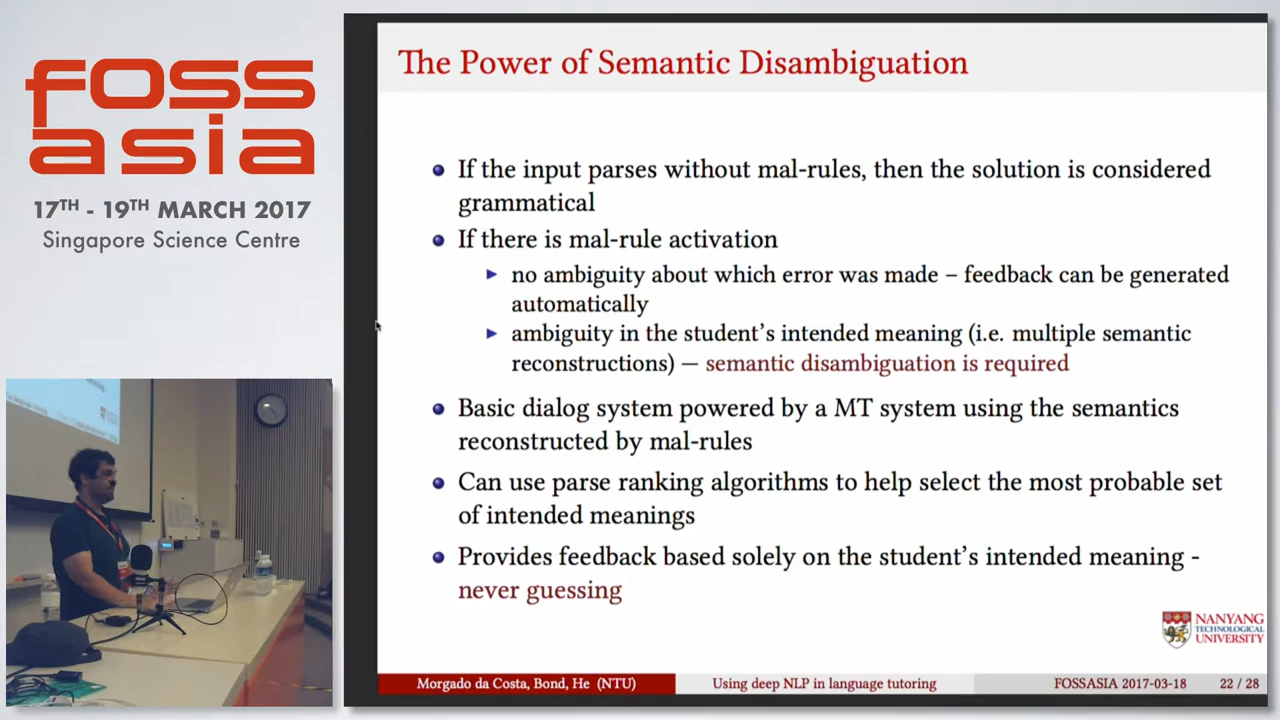 foss
asia
17TH - 19TH MARCH 2017
Singapore Science Centre
The Power of Semantic Disambiguation
If the input parses without mal-rules, then the solution is considered
grammatical
If there is mal-rule activation
no ambiguity about which error was made – feedback can be generated
automatically
ambiguity in the student's intended meaning (i.e. multiple semantic
reconstructions) — semantic disambiguation is required
Basic dialog system powered by a MT system using the semantics
reconstructed by mal-rules
Can use parse ranking algorithms to help select the most probable set
of intended meanings
Provides feedback based solely on the student's intended meaning -
never guessing
NANYANG
TECHNOLOGICAL
UNIVERSITY
Morgado da Costa, Bond, He (NTU) Using deep NLP in language tutoring FOSSASIA 2017-03-18 22 / 28